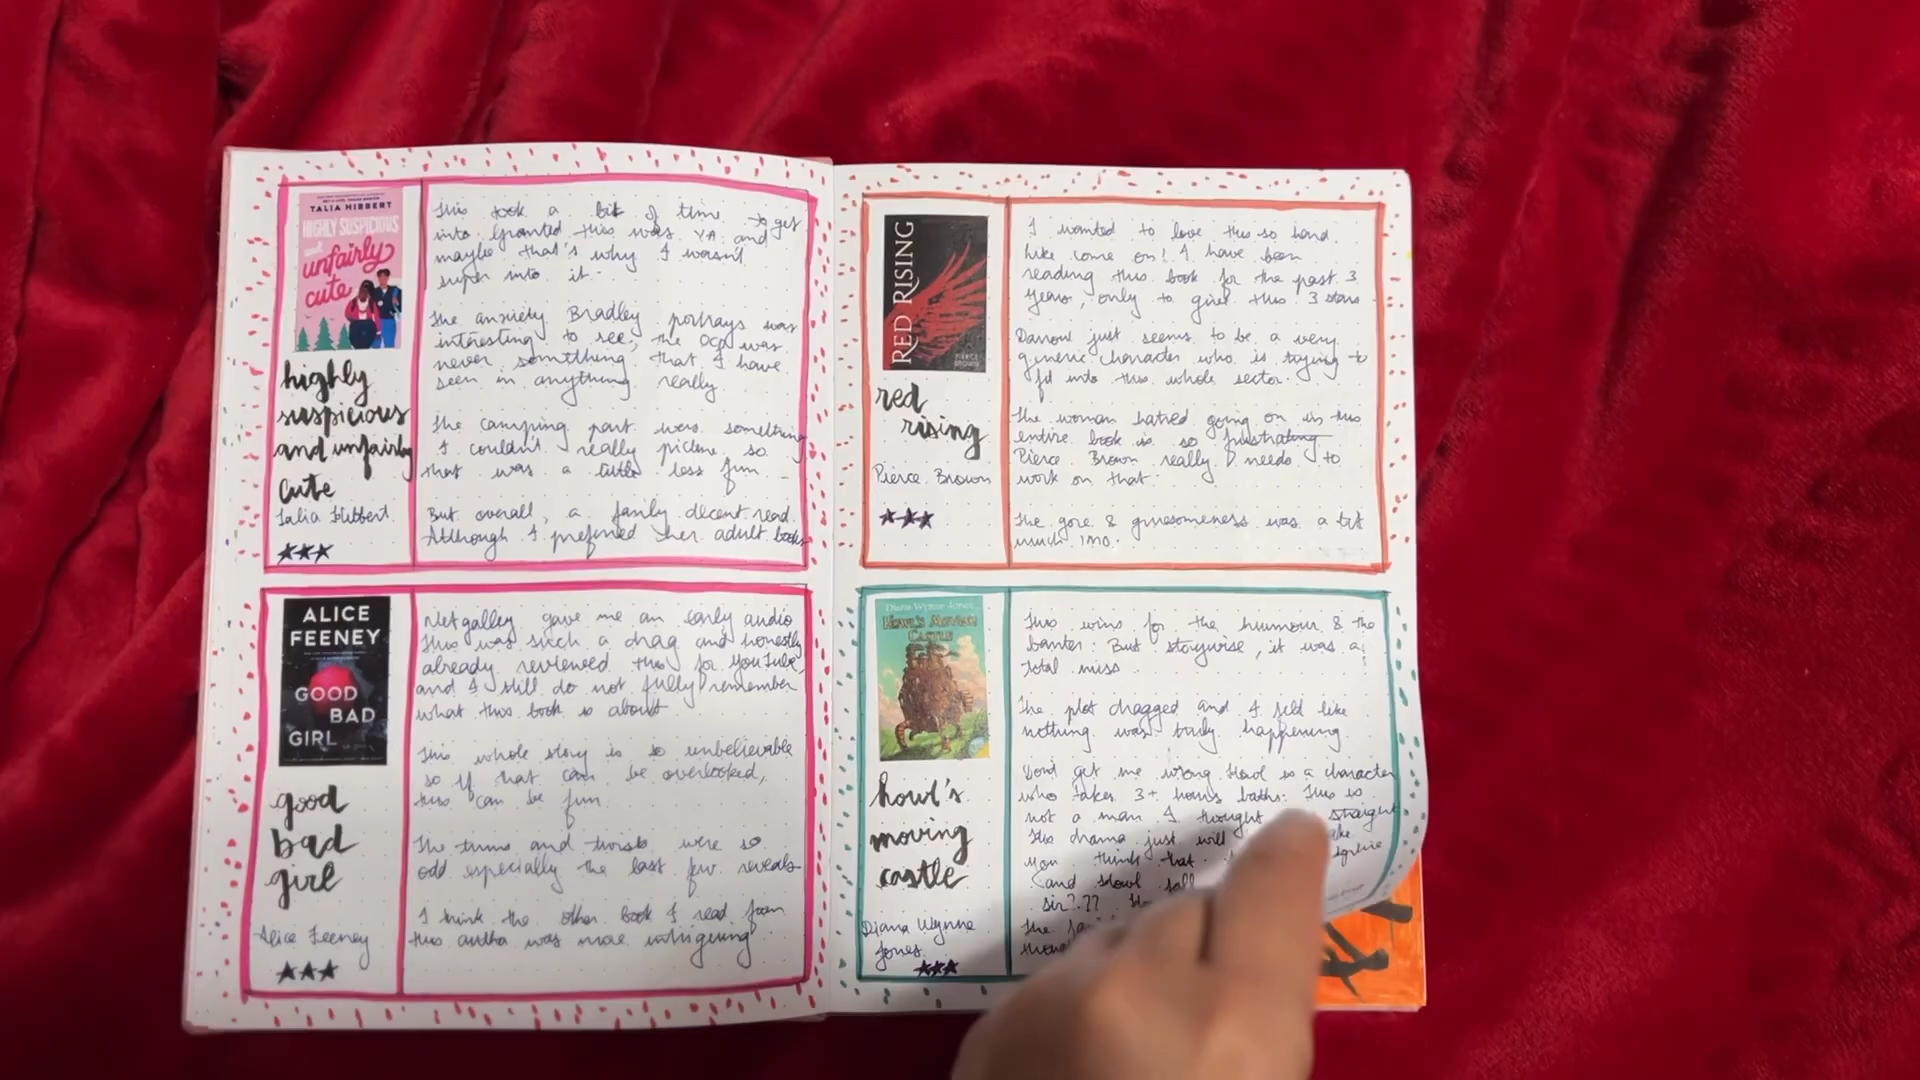 TALIA HIBBERT
HIGHLY SUSPICIOUS
and
unfairly
cute
highly
suspicious
and unfairly
cute
Talia Hibbert
This took a bit of time to get
into. Granted this was YA and
maybe that's why I wasn't
super into it.
The anxiety Bradley portrays was
interesting to see, the OCD was
never something that I have
seen in anything really
The camping part was something
I couldn't really picture so
that was a little less fun
But overall, a fairly decent read.
Although I preferred her adult books
ALICE
FEENEY
GOOD
BAD
GIRL
good
bad
girl
Alice Feeney
Netgalley gave me an early audio
This was such a drag and honestly
already reviewed this for YouTube
and I still do not fully remember
what this book is about
This whole story is so unbelievable
so if that can be overlooked,
this can be fun
The turns and twists were so
odd especially the last few reveals
I think the other book I read from
this author was more intriguing
RED RISING
PIERCE
BROWN
red
rising
Pierce Brown
I wanted to love this so hard
like come on! I have been
reading this book for the past 3
years, only to give this 3 stars
Darrow just seems to be a very
generic character who is trying to
fit into this whole sector.
The woman hatred going on in this
entire book is so frustrating
Pierce Brown really needs to
work on that.
The gore & gruesomeness was a bit
much imo.
Diana Wynne Jones
HOWL'S MOVING
CASTLE
howl's
moving
castle
Diana Wynne
Jones
This wins for the humour & the
banter. But storywise, it was a
total miss
The plot dragged and I felt like
nothing was truly happening
Don't get me wrong Howl is a character
who takes 3+ hours baths. This is
not a man I thought straight
His drama just will
you think that
and Howl
sir???
The